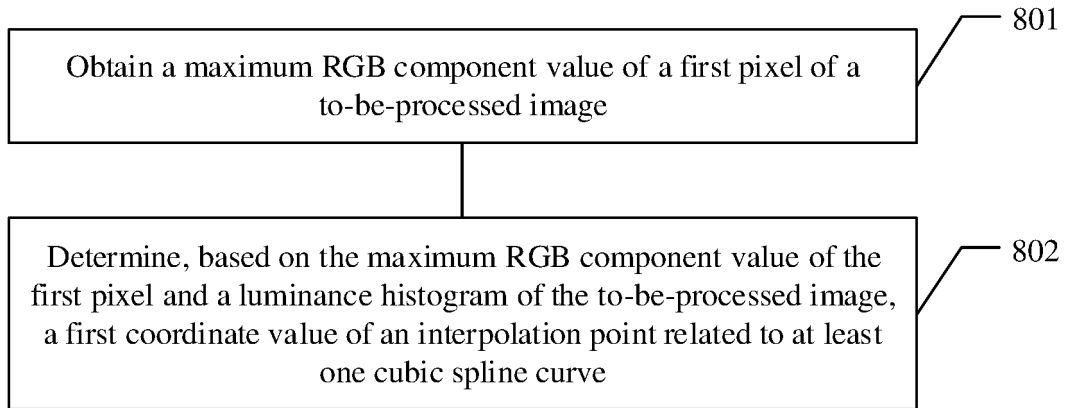 801
Obtain a maximum RGB component value of a first pixel of a
to-be-processed image
802
Determine, based on the maximum RGB component value of the
first pixel and a luminance histogram of the to-be-processed image,
a first coordinate value of an interpolation point related to at least
one cubic spline curve